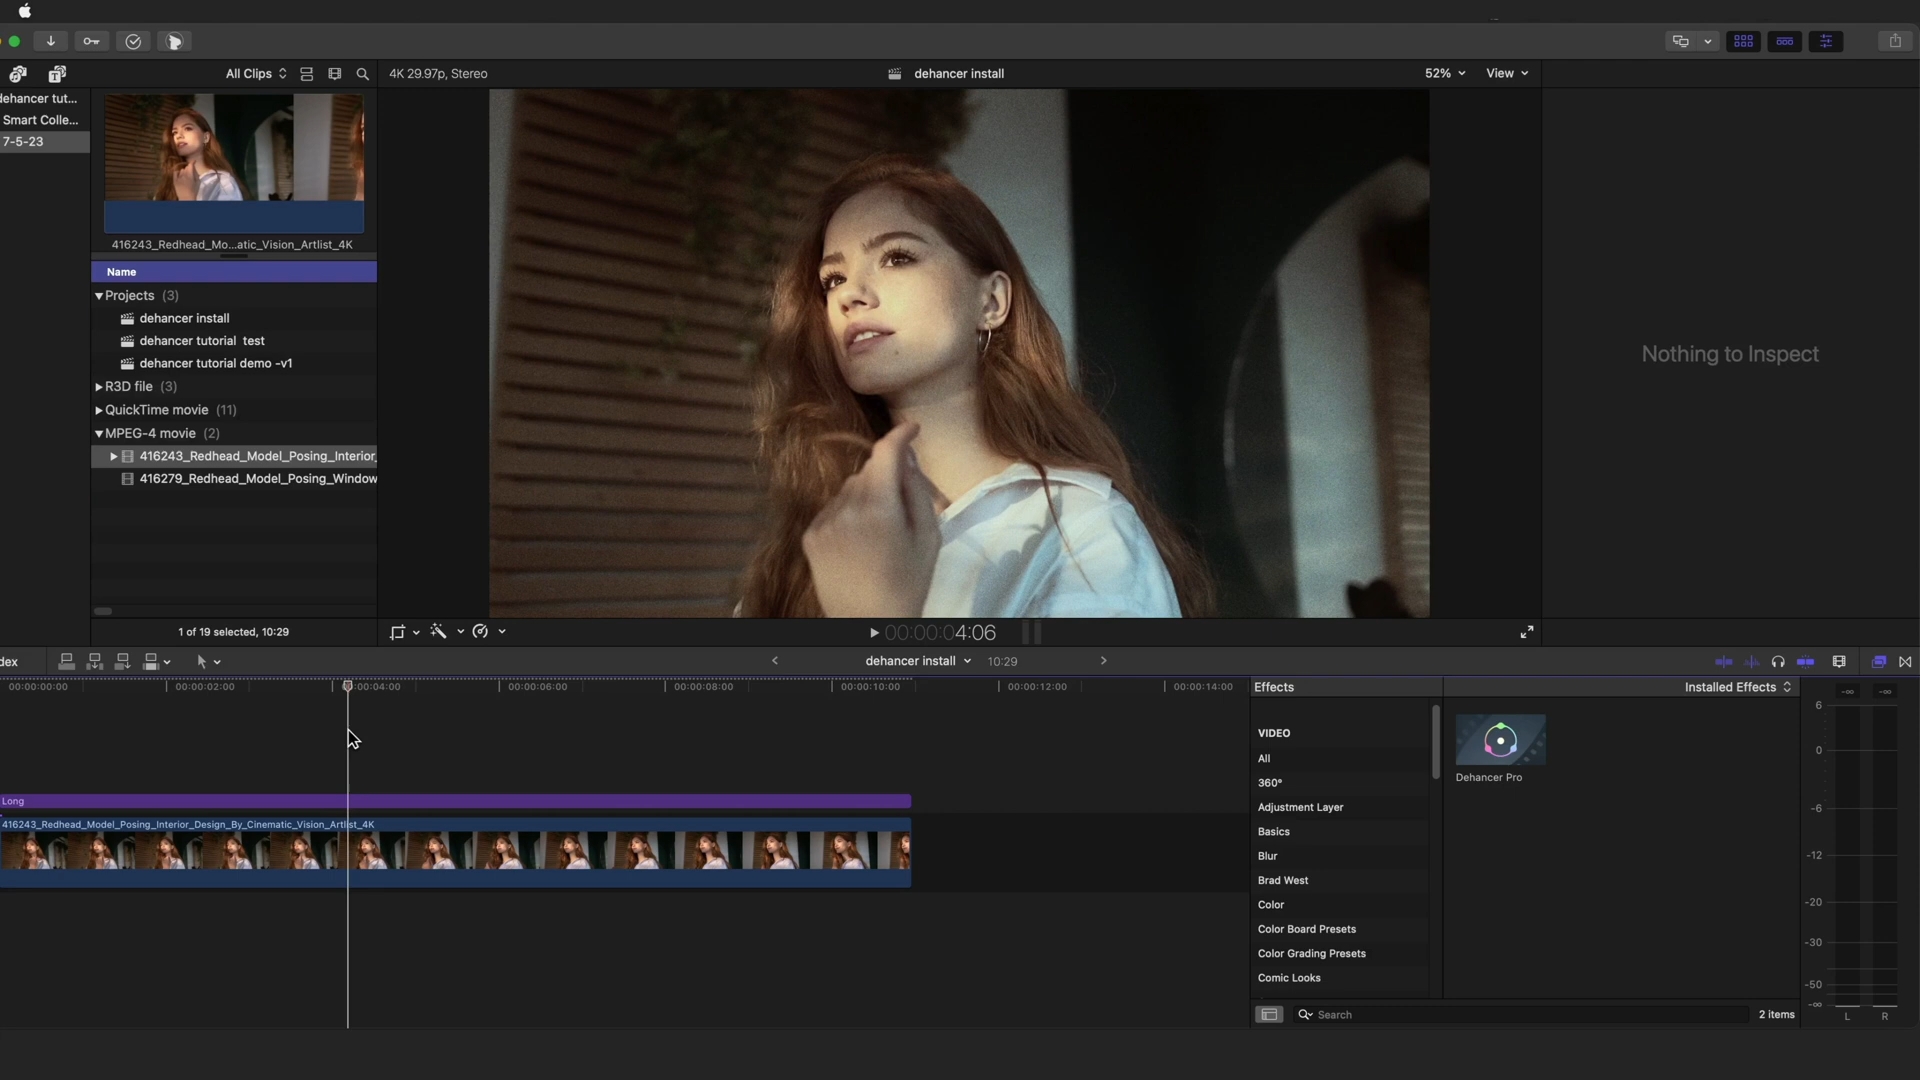 All Clips
4K 29.97p, Stereo
dehancer install
52%
View
dehancer tut...
Smart Colle...
7-5-23
416243_Redhead_Mo...atic_Vision_Artlist_4K
Name
Projects (3)
dehancer install
dehancer tutorial test
dehancer tutorial demo -v1
R3D file (3)
QuickTime movie (11)
MPEG-4 movie (2)
416243_Redhead_Model_Posing_Interior_
416279_Redhead_Model_Posing_Window
1 of 19 selected, 10:29
Nothing to Inspect
00:00:04:06
dex
dehancer install
10:29
00:00:00:00
00:00:02:00
00:00:04:00
00:00:06:00
00:00:08:00
00:00:10:00
00:00:12:00
00:00:14:00
Long
416243_Redhead_Model_Posing_Interior_Design_By_Cinematic_Vision_Artlist_4K
Effects
Installed Effects
VIDEO
All
360°
Adjustment Layer
Basics
Blur
Brad West
Color
Color Board Presets
Color Grading Presets
Comic Looks
Dehancer Pro
Search
2 items
-∞ -∞
6
0
-6
-12
-20
-30
-50
-∞
L R